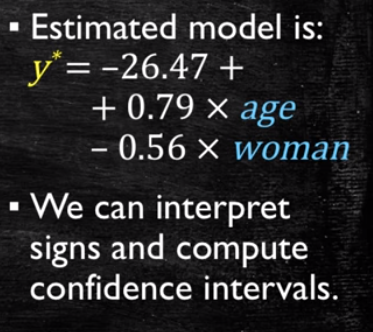 ▪ Estimated model is:
y* = −26.47 +
+ 0.79 × age
− 0.56 × woman
▪ We can interpret
signs and compute
confidence intervals.